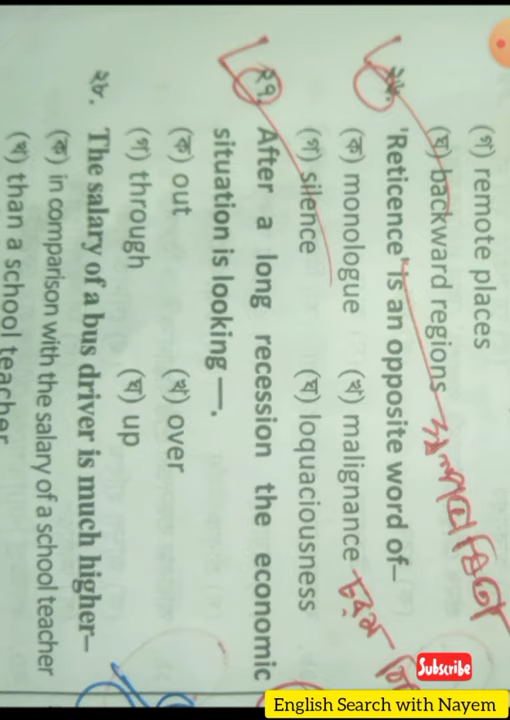 (গ) remote places
(ঘ) backward regions
২৬. 'Reticence' is an opposite word of–
(ক) monologue (খ) malignance
(গ) silence (ঘ) loquaciousness
২৭. After a long recession the economic
situation is looking —.
(ক) out (খ) over
(গ) through (ঘ) up
২৮. The salary of a bus driver is much higher–
(ক) in comparison with the salary of a school teacher
(খ) than a school teacher
Subscribe
English Search with Nayem